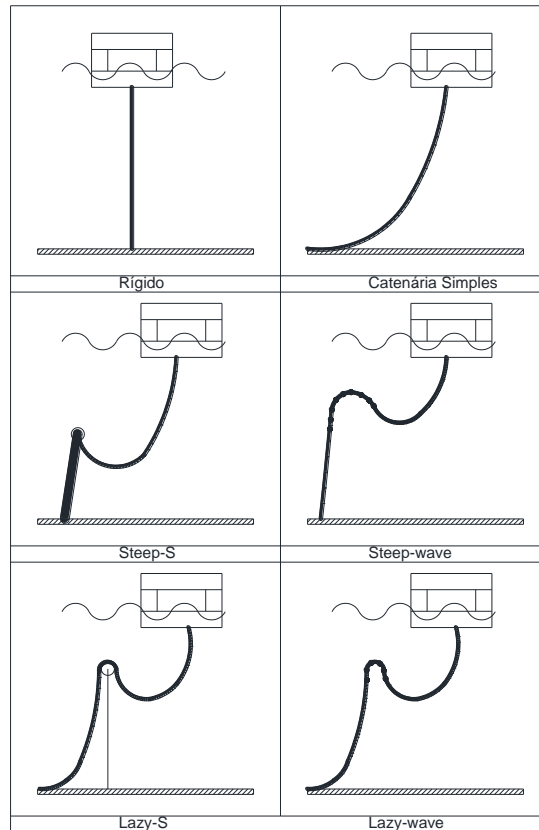 Rígido
Catenária Simples
Steep-S
Steep-wave
Lazy-S
Lazy-wave